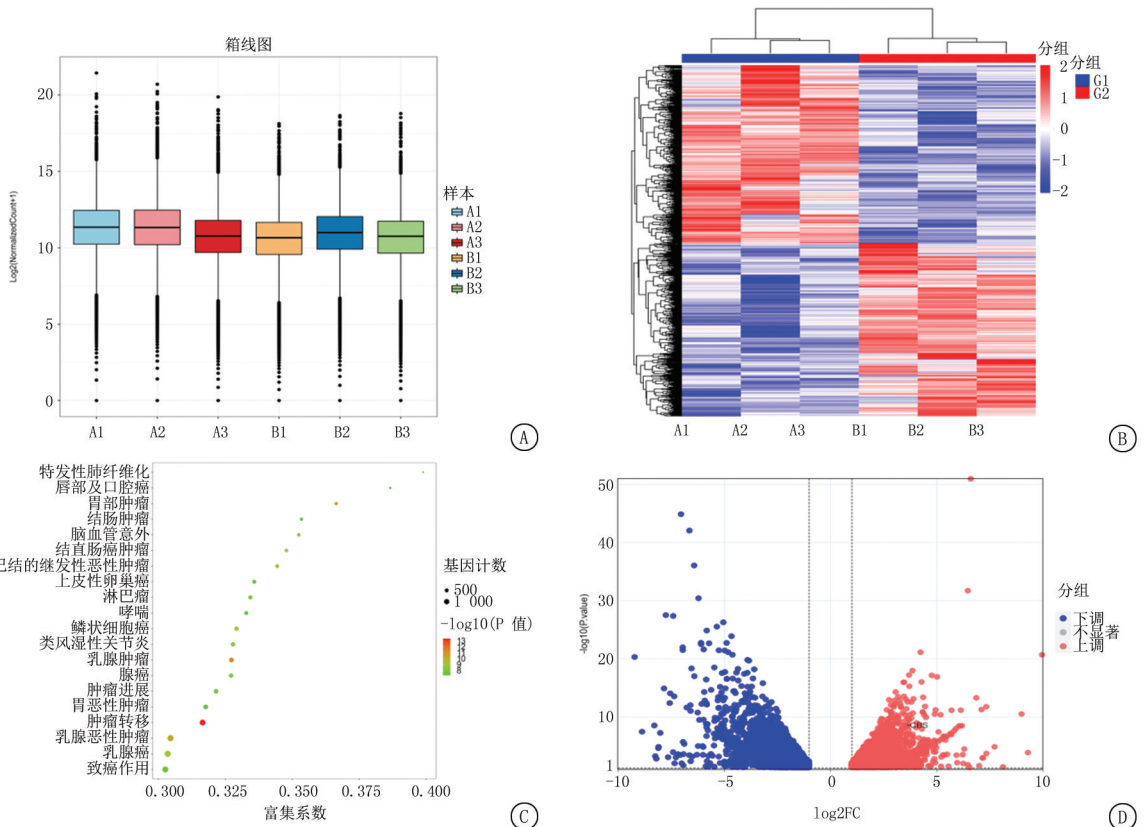 箱线图
20
15
10
5
0
Log2(NormalizedCount+1)
A1 A2 A3 B1 B2 B3
样本
A1
A2
A3
B1
B2
B3
A
分组
2
1
0
-1
-2
分组
G1
G2
A1 A2 A3 B1 B2 B3
B
特发性肺纤维化
唇部及口腔癌
胃部肿瘤
结肠肿瘤
脑血管意外
结直肠癌肿瘤
巴结的继发性恶性肿瘤
上皮性卵巢癌
淋巴瘤
哮喘
鳞状细胞癌
类风湿性关节炎
乳腺肿瘤
腺癌
肿瘤进展
胃恶性肿瘤
肿瘤转移
乳腺恶性肿瘤
乳腺癌
致癌作用
0.300 0.325 0.350 0.375 0.400
富集系数
基因计数
500
1 000
-log10(P 值)
13
12
11
10
9
8
C
50
40
30
20
10
1
-log10(Pvalue)
-10 -5 0 5 10
log2FC
分组
下调
不显著
上调
D